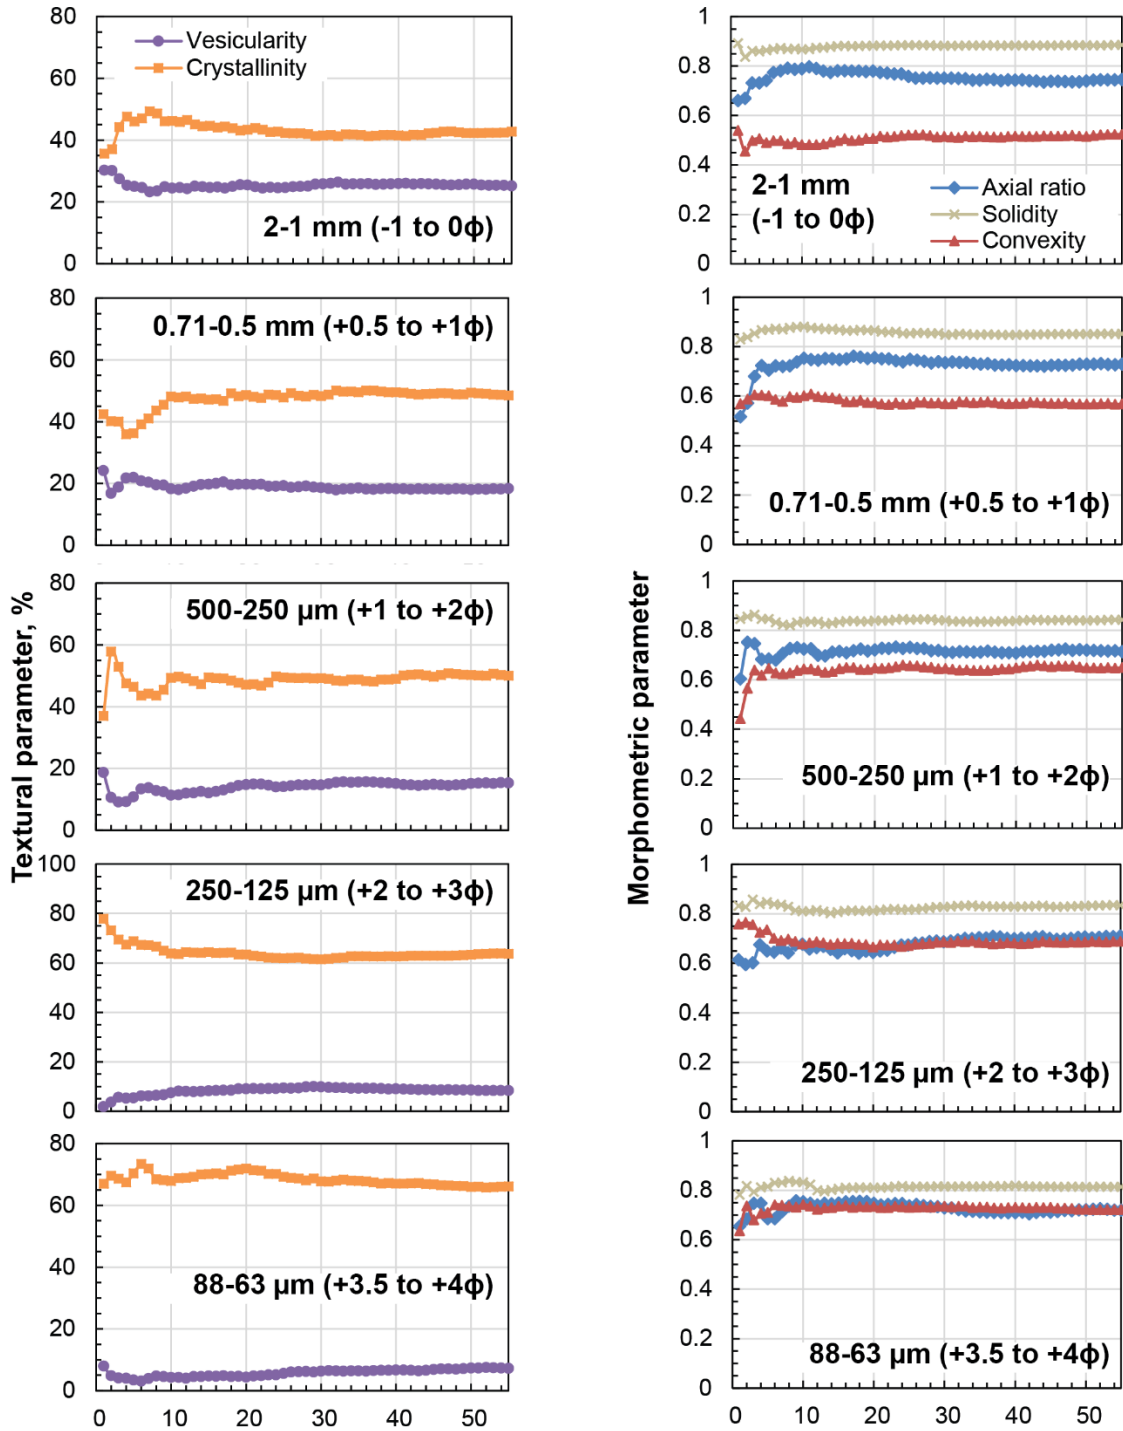 80
60
40
20
0
Vesicularity
Crystallinity
2-1 mm (-1 to 0ϕ)
1
0.8
0.6
0.4
0.2
0
2-1 mm
(-1 to 0ϕ)
Axial ratio
Solidity
Convexity
80
60
40
20
0
0.71-0.5 mm (+0.5 to +1ϕ)
1
0.8
0.6
0.4
0.2
0
0.71-0.5 mm (+0.5 to +1ϕ)
Textural parameter, %
80
60
40
20
0
500-250 µm (+1 to +2ϕ)
Morphometric parameter
1
0.8
0.6
0.4
0.2
0
500-250 µm (+1 to +2ϕ)
100
80
60
40
20
0
250-125 µm (+2 to +3ϕ)
1
0.8
0.6
0.4
0.2
0
250-125 µm (+2 to +3ϕ)
80
60
40
20
0
88-63 µm (+3.5 to +4ϕ)
0 10 20 30 40 50
1
0.8
0.6
0.4
0.2
0
88-63 µm (+3.5 to +4ϕ)
0 10 20 30 40 50